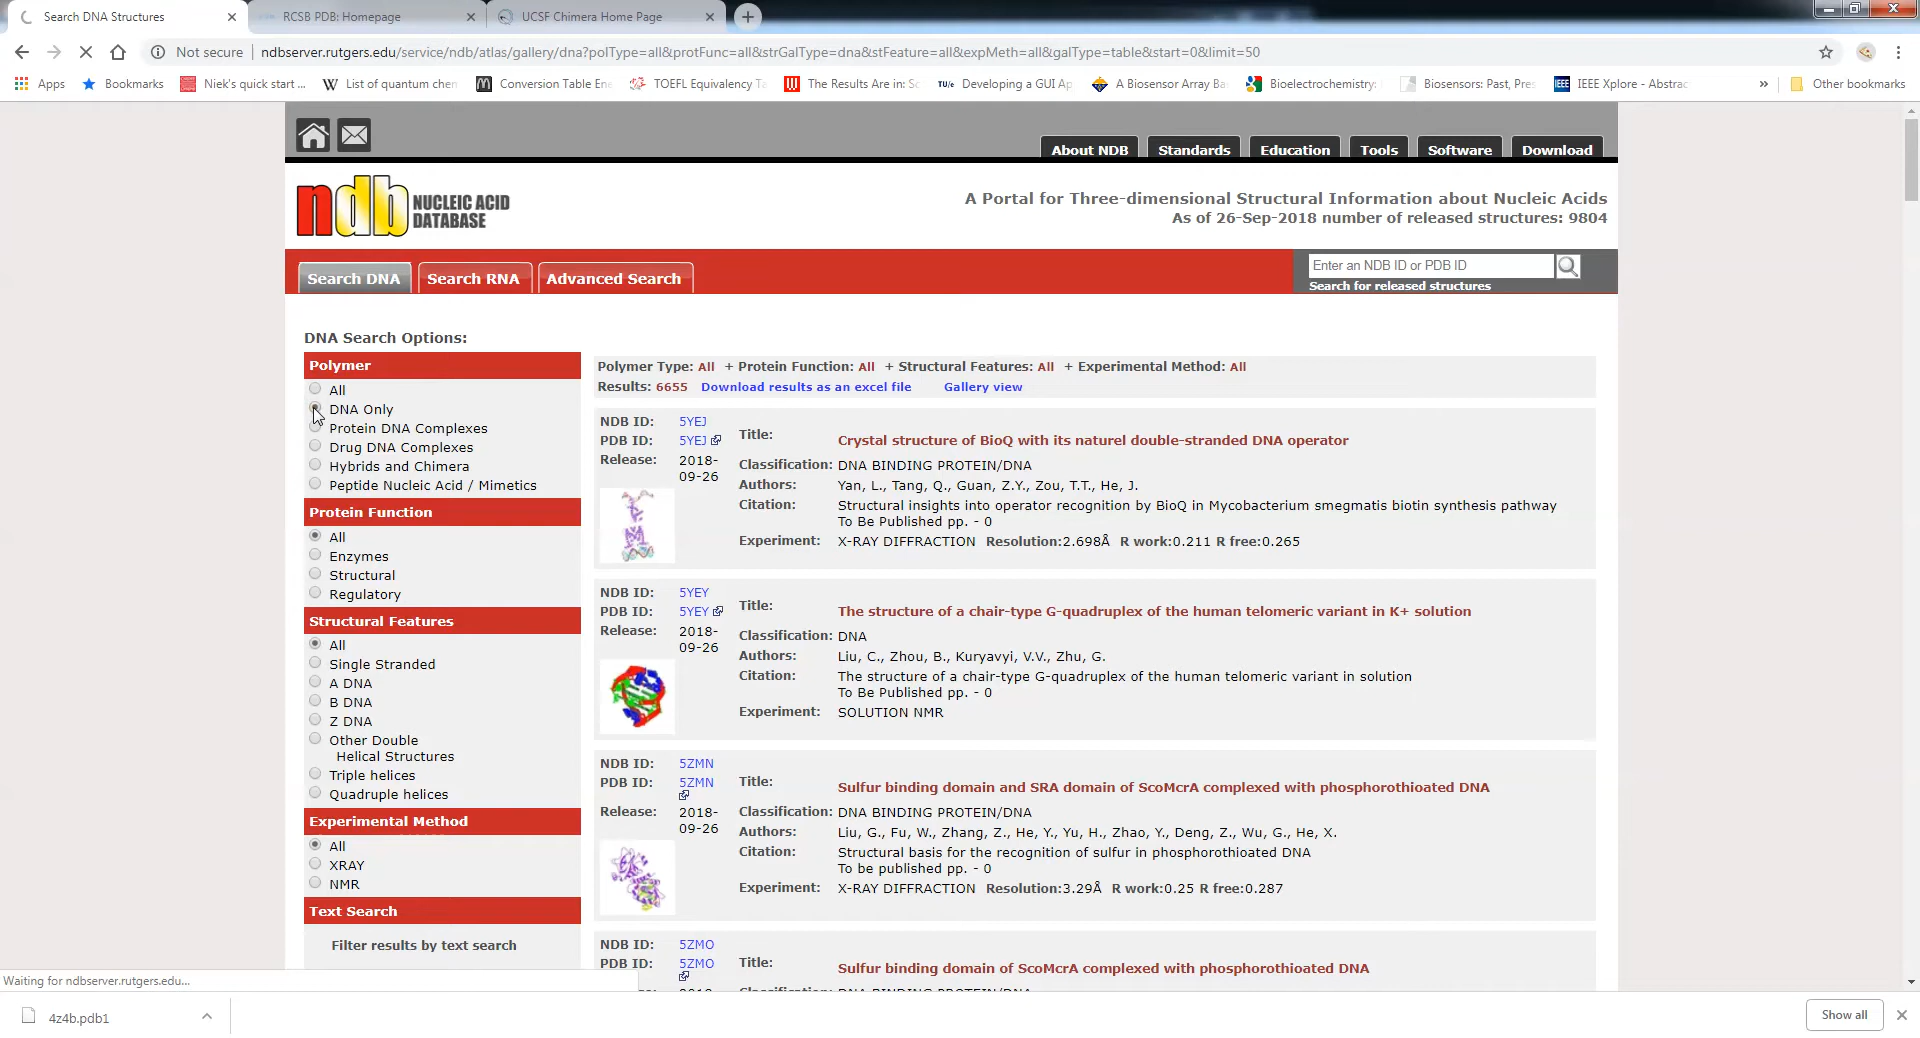 Search DNA Structures
RCSB PDB: Homepage
UCSF Chimera Home Page
Not secure ndbserver.rutgers.edu/service/ndb/atlas/gallery/dna?polType=all&protFunc=all&strGalType=dna&stFeature=all&expMeth=all&galType=table&start=0&limit=50
Apps Bookmarks Niek's quick start ... List of quantum chem Conversion Table Ene TOEFL Equivalency Ta The Results Are in: Sc Developing a GUI Ap A Biosensor Array Ba Bioelectrochemistry: Biosensors: Past, Pres IEEE Xplore - Abstrac » Other bookmarks
About NDB Standards Education Tools Software Download
ndb NUCLEIC ACID DATABASE
A Portal for Three-dimensional Structural Information about Nucleic Acids
As of 26-Sep-2018 number of released structures: 9804
Search DNA Search RNA Advanced Search
Enter an NDB ID or PDB ID
Search for released structures
DNA Search Options:
Polymer
All
DNA Only
Protein DNA Complexes
Drug DNA Complexes
Hybrids and Chimera
Peptide Nucleic Acid / Mimetics
Protein Function
All
Enzymes
Structural
Regulatory
Structural Features
All
Single Stranded
A DNA
B DNA
Z DNA
Other Double
Helical Structures
Triple helices
Quadruple helices
Experimental Method
All
XRAY
NMR
Text Search
Filter results by text search
Polymer Type: All + Protein Function: All + Structural Features: All + Experimental Method: All
Results: 6655 Download results as an excel file Gallery view
NDB ID: 5YEJ
PDB ID: 5YEJ
Release: 2018-
09-26
Title: Crystal structure of BioQ with its naturel double-stranded DNA operator
Classification: DNA BINDING PROTEIN/DNA
Authors: Yan, L., Tang, Q., Guan, Z.Y., Zou, T.T., He, J.
Citation: Structural insights into operator recognition by BioQ in Mycobacterium smegmatis biotin synthesis pathway
To Be Published pp. - 0
Experiment: X-RAY DIFFRACTION Resolution:2.698Å R work:0.211 R free:0.265
NDB ID: 5YEY
PDB ID: 5YEY
Release: 2018-
09-26
Title: The structure of a chair-type G-quadruplex of the human telomeric variant in K+ solution
Classification: DNA
Authors: Liu, C., Zhou, B., Kuryavyi, V.V., Zhu, G.
Citation: The structure of a chair-type G-quadruplex of the human telomeric variant in solution
To Be Published pp. - 0
Experiment: SOLUTION NMR
NDB ID: 5ZMN
PDB ID: 5ZMN
Release: 2018-
09-26
Title: Sulfur binding domain and SRA domain of ScoMcrA complexed with phosphorothioated DNA
Classification: DNA BINDING PROTEIN/DNA
Authors: Liu, G., Fu, W., Zhang, Z., He, Y., Yu, H., Zhao, Y., Deng, Z., Wu, G., He, X.
Citation: Structural basis for the recognition of sulfur in phosphorothioated DNA
To be published pp. - 0
Experiment: X-RAY DIFFRACTION Resolution:3.29Å R work:0.25 R free:0.287
NDB ID: 5ZMO
PDB ID: 5ZMO
Title: Sulfur binding domain of ScoMcrA complexed with phosphorothioated DNA
Waiting for ndbserver.rutgers.edu...
4z4b.pdb1
Show all